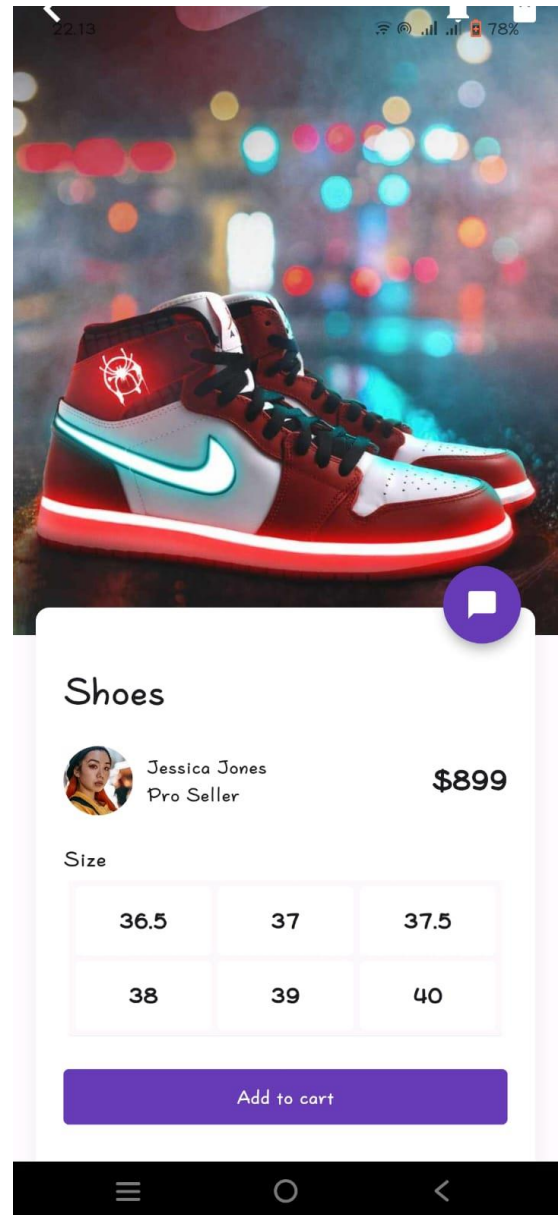 22.13 78%
Shoes
Jessica Jones
Pro Seller
$899
Size
36.5 37 37.5
38 39 40
Add to cart